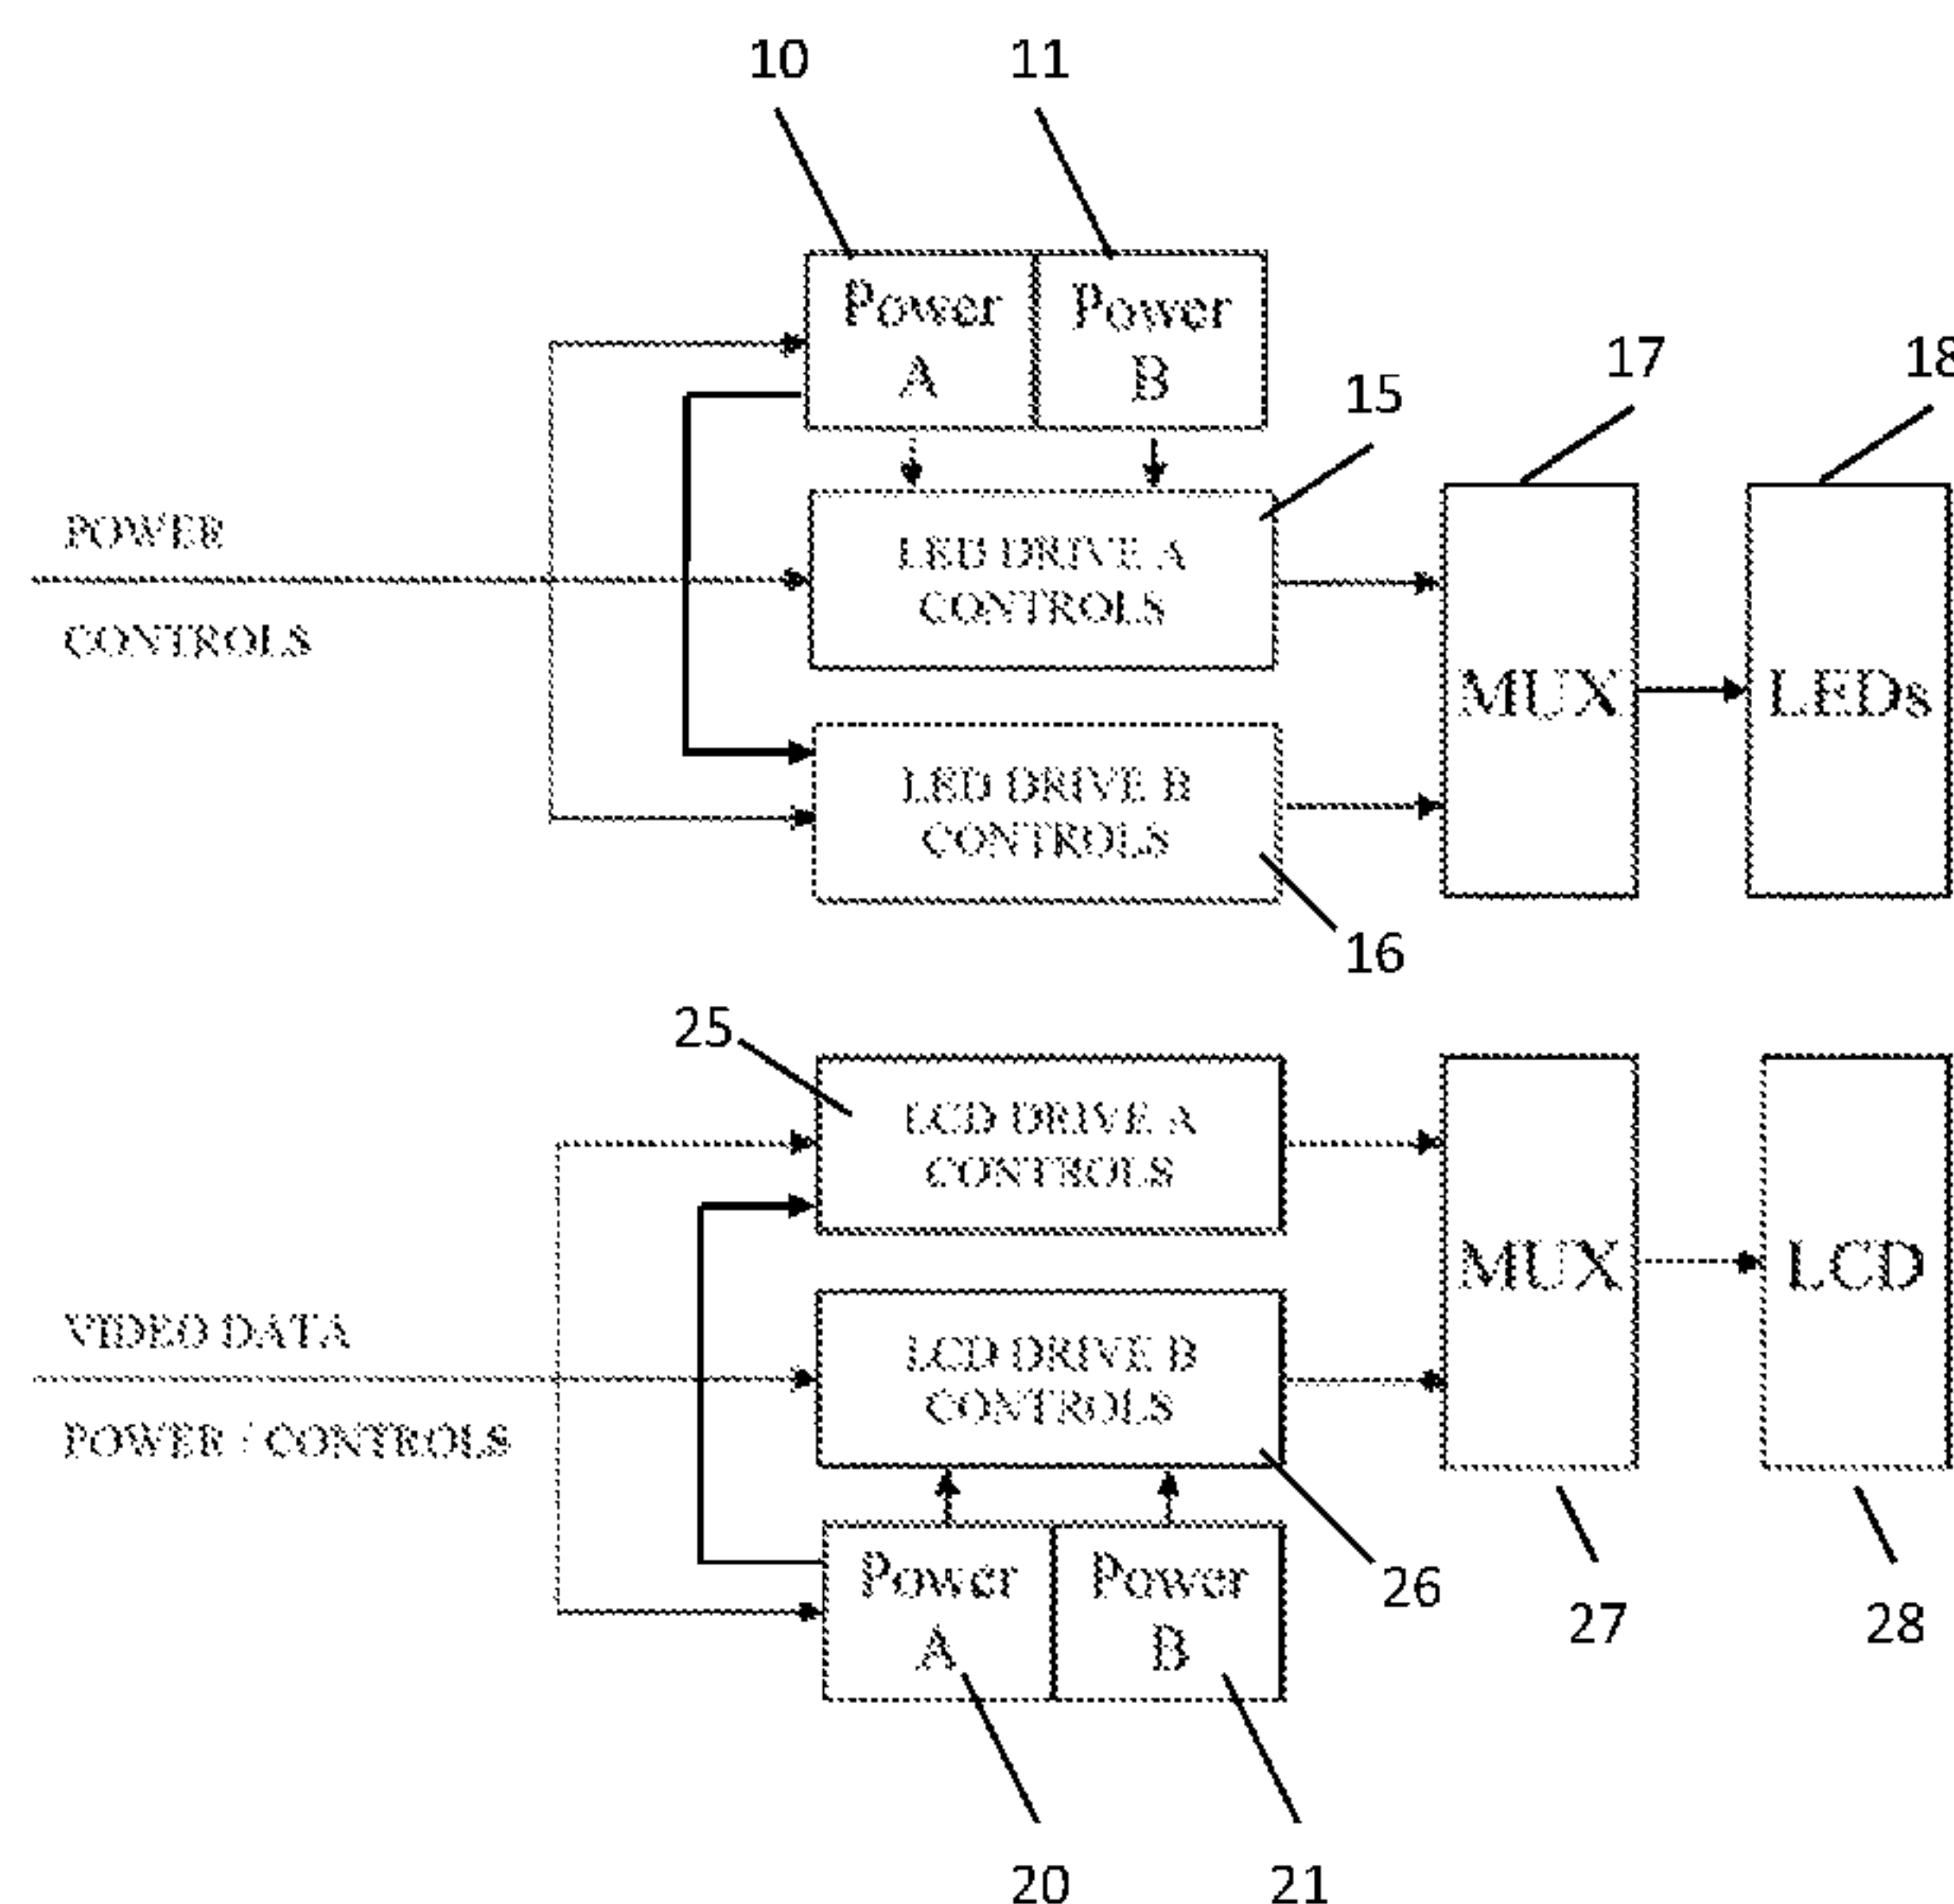 10
11
Power
A
Power
B
15
17
18
POWER
CONTROLS
LED DRIVE A
CONTROLS
MUX
LEDs
LED DRIVE B
CONTROLS
16
25
LCD DRIVE A
CONTROLS
MUX
LCD
VIDEO DATA
POWER / CONTROLS
LCD DRIVE B
CONTROLS
26
Power
A
Power
B
27
28
20
21